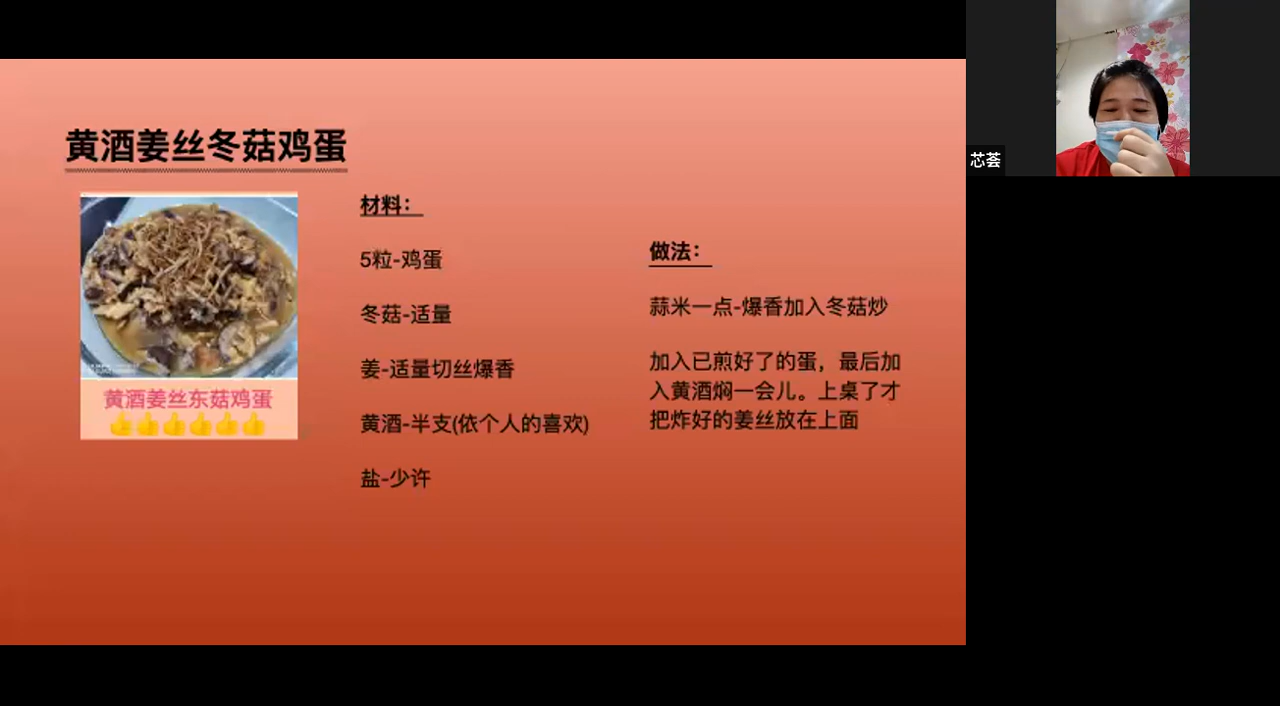 黄酒姜丝冬菇鸡蛋
黄酒姜丝东菇鸡蛋
材料：
5粒-鸡蛋
冬菇-适量
姜-适量切丝爆香
黄酒-半支(依个人的喜欢)
盐-少许
做法：
蒜米一点-爆香加入冬菇炒
加入已煎好了的蛋，最后加
入黄酒焖一会儿。上桌了才
把炸好的姜丝放在上面
芯荟